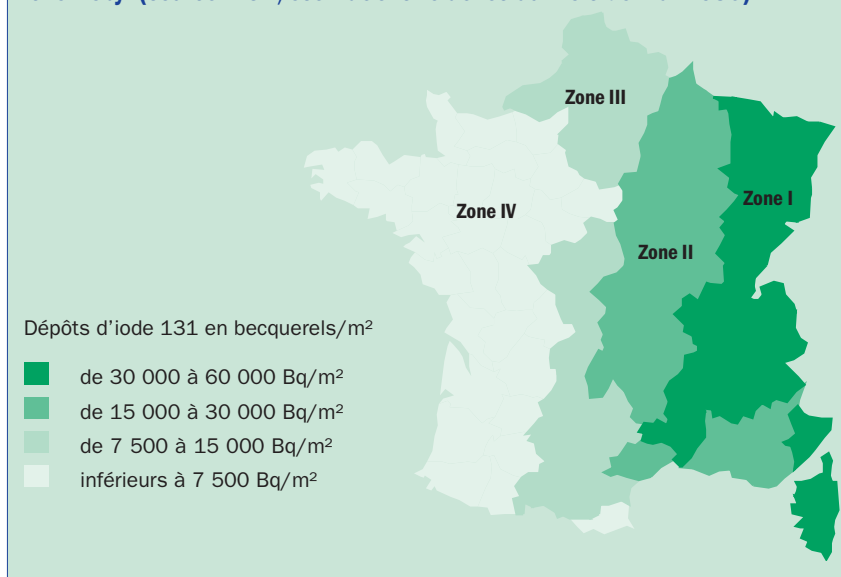 Zone III
Zone I
Zone IV
Zone II
Dépôts d'iode 131 en becquerels/m²
de 30 000 à 60 000 Bq/m²
de 15 000 à 30 000 Bq/m²
de 7 500 à 15 000 Bq/m²
inférieurs à 7 500 Bq/m²